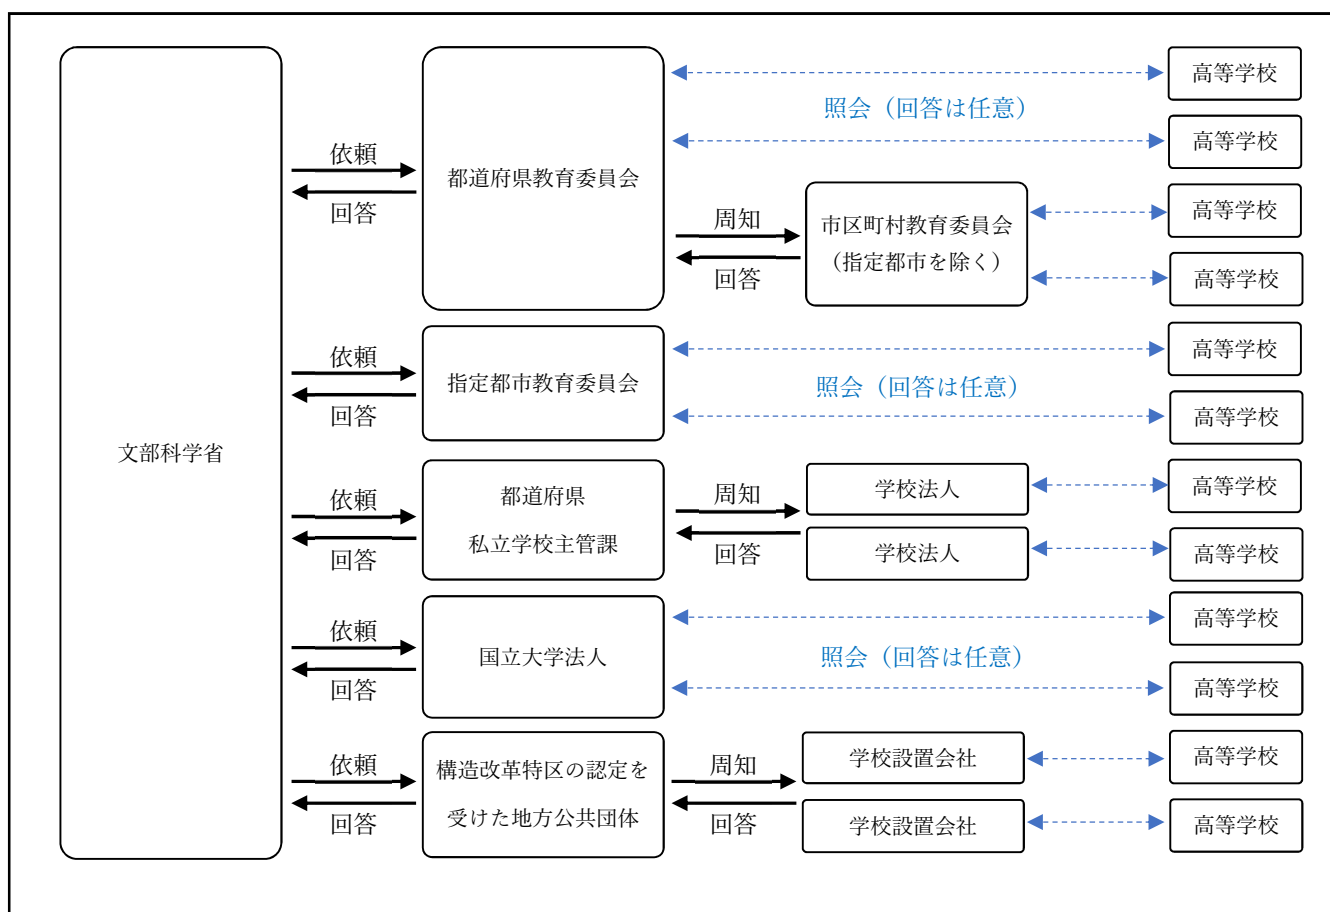 文部科学省
依頼
回答
都道府県教育委員会
照会（回答は任意）
高等学校
高等学校
周知
回答
市区町村教育委員会
（指定都市を除く）
高等学校
高等学校
依頼
回答
指定都市教育委員会
照会（回答は任意）
高等学校
高等学校
依頼
回答
都道府県
私立学校主管課
周知
回答
学校法人
学校法人
高等学校
高等学校
依頼
回答
国立大学法人
照会（回答は任意）
高等学校
高等学校
依頼
回答
構造改革特区の認定を
受けた地方公共団体
周知
回答
学校設置会社
学校設置会社
高等学校
高等学校